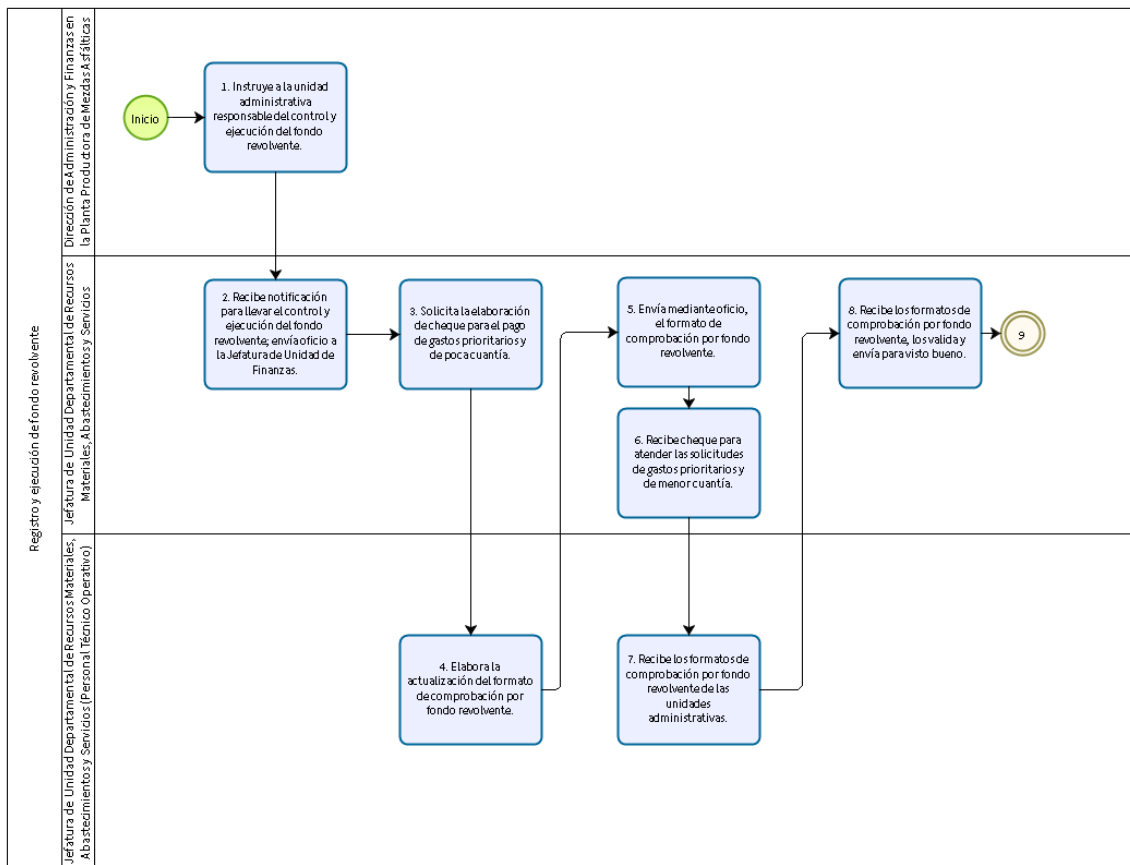 Registro y ejecución de fondo revolvente
Dirección de Administración y Finanzas en
la Planta Productora de Mezclas Asfálticas
Inicio
1. Instruye a la unidad
administrativa
responsable del control y
ejecución del fondo
revolvente.
Jefatura de Unidad Departamental de Recursos
Materiales, Abastecimientos y Servicios
2. Recibe notificación
para llevar el control y
ejecución del fondo
revolvente; envía oficio a
la Jefatura de Unidad de
Finanzas.
3. Solicita la elaboración
de cheque para el pago
de gastos prioritarios y
de poca cuantía.
5. Envía mediante oficio,
el formato de
comprobación por fondo
revolvente.
6. Recibe cheque para
atender las solicitudes
de gastos prioritarios y
de menor cuantía.
8. Recibe los formatos de
comprobación por fondo
revolvente, los valida y
envía para visto bueno.
9
Jefatura de Unidad Departamental de Recursos Materiales,
Abastecimientos y Servicios (Personal Técnico Operativo)
4. Elabora la
actualización del formato
de comprobación por
fondo revolvente.
7. Recibe los formatos de
comprobación por fondo
revolvente de las
unidades
administrativas.